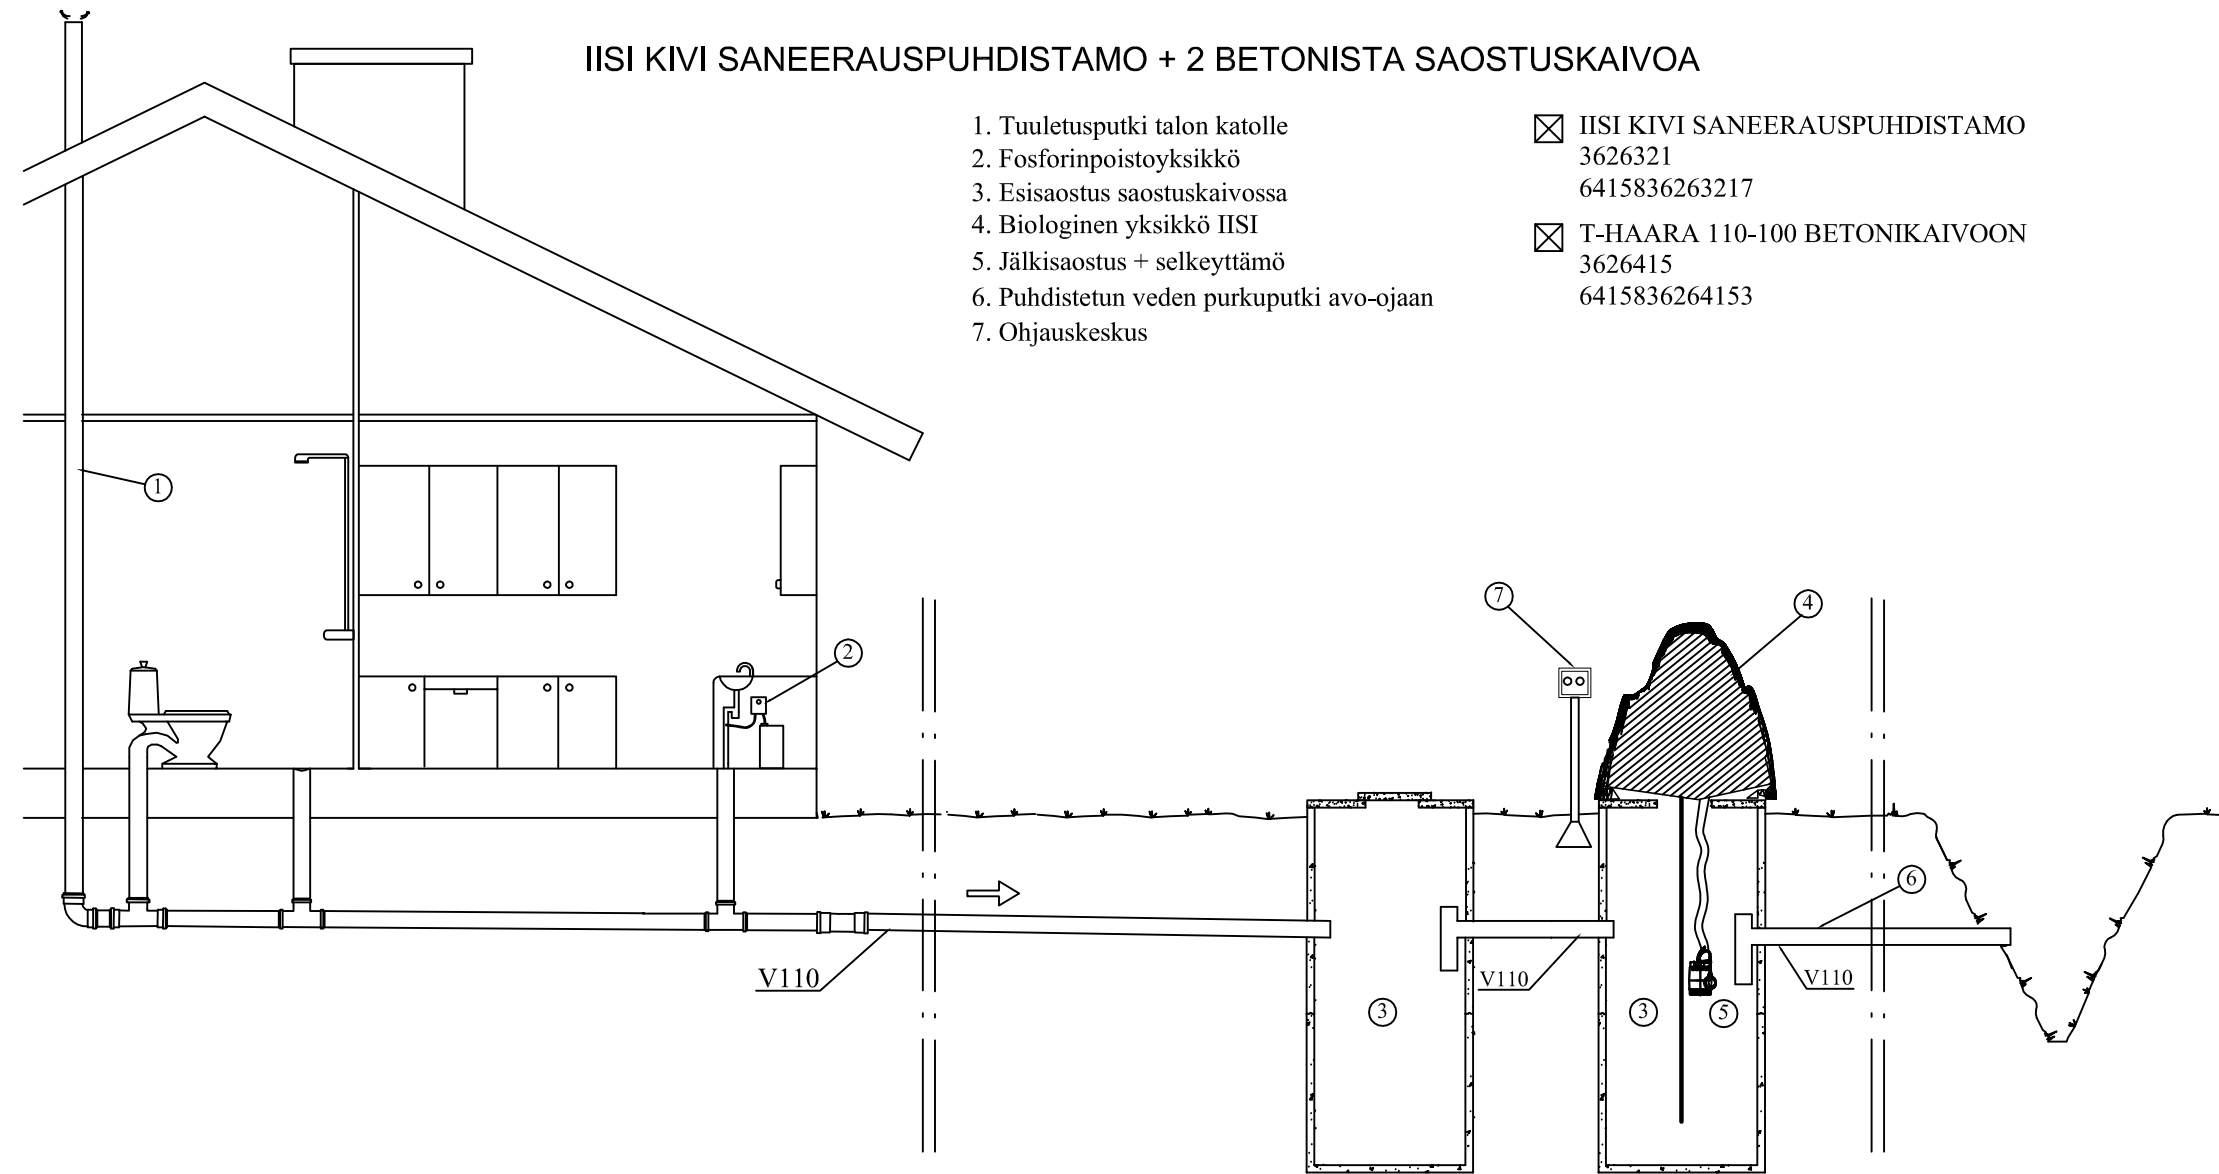 IISI KIVI SANEERAUSPUHDISTAMO + 2 BETONISTA SAOSTUSKAIVOA
1. Tuuletusputki talon katolle
2. Fosforinpoistoyksikkö
3. Esisaostus saostuskaivossa
4. Biologinen yksikkö IISI
5. Jälkisaostus + selkeyttämö
6. Puhdistetun veden purkuputki avo-ojaan
7. Ohjauskeskus
IISI KIVI SANEERAUSPUHDISTAMO
3626321
6415836263217
T-HAARA 110-100 BETONIKAIVOON
3626415
6415836264153
1
2
7
4
6
V110
V110
V110
3
3
5